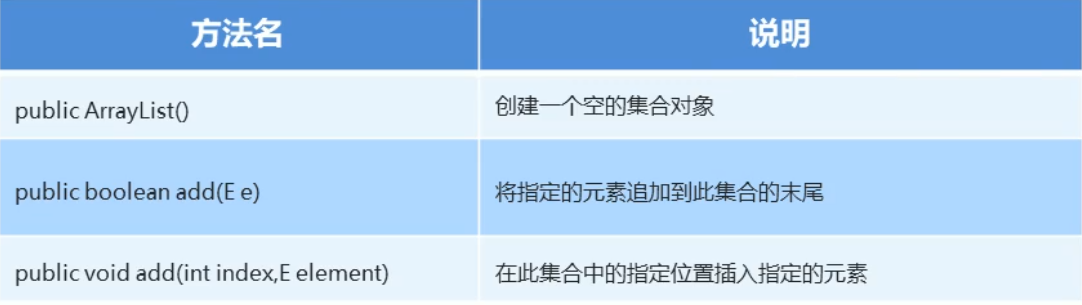 方法名 说明
public ArrayList() 创建一个空的集合对象
public boolean add(E e) 将指定的元素追加到此集合的末尾
public void add(int index,E element) 在此集合中的指定位置插入指定的元素